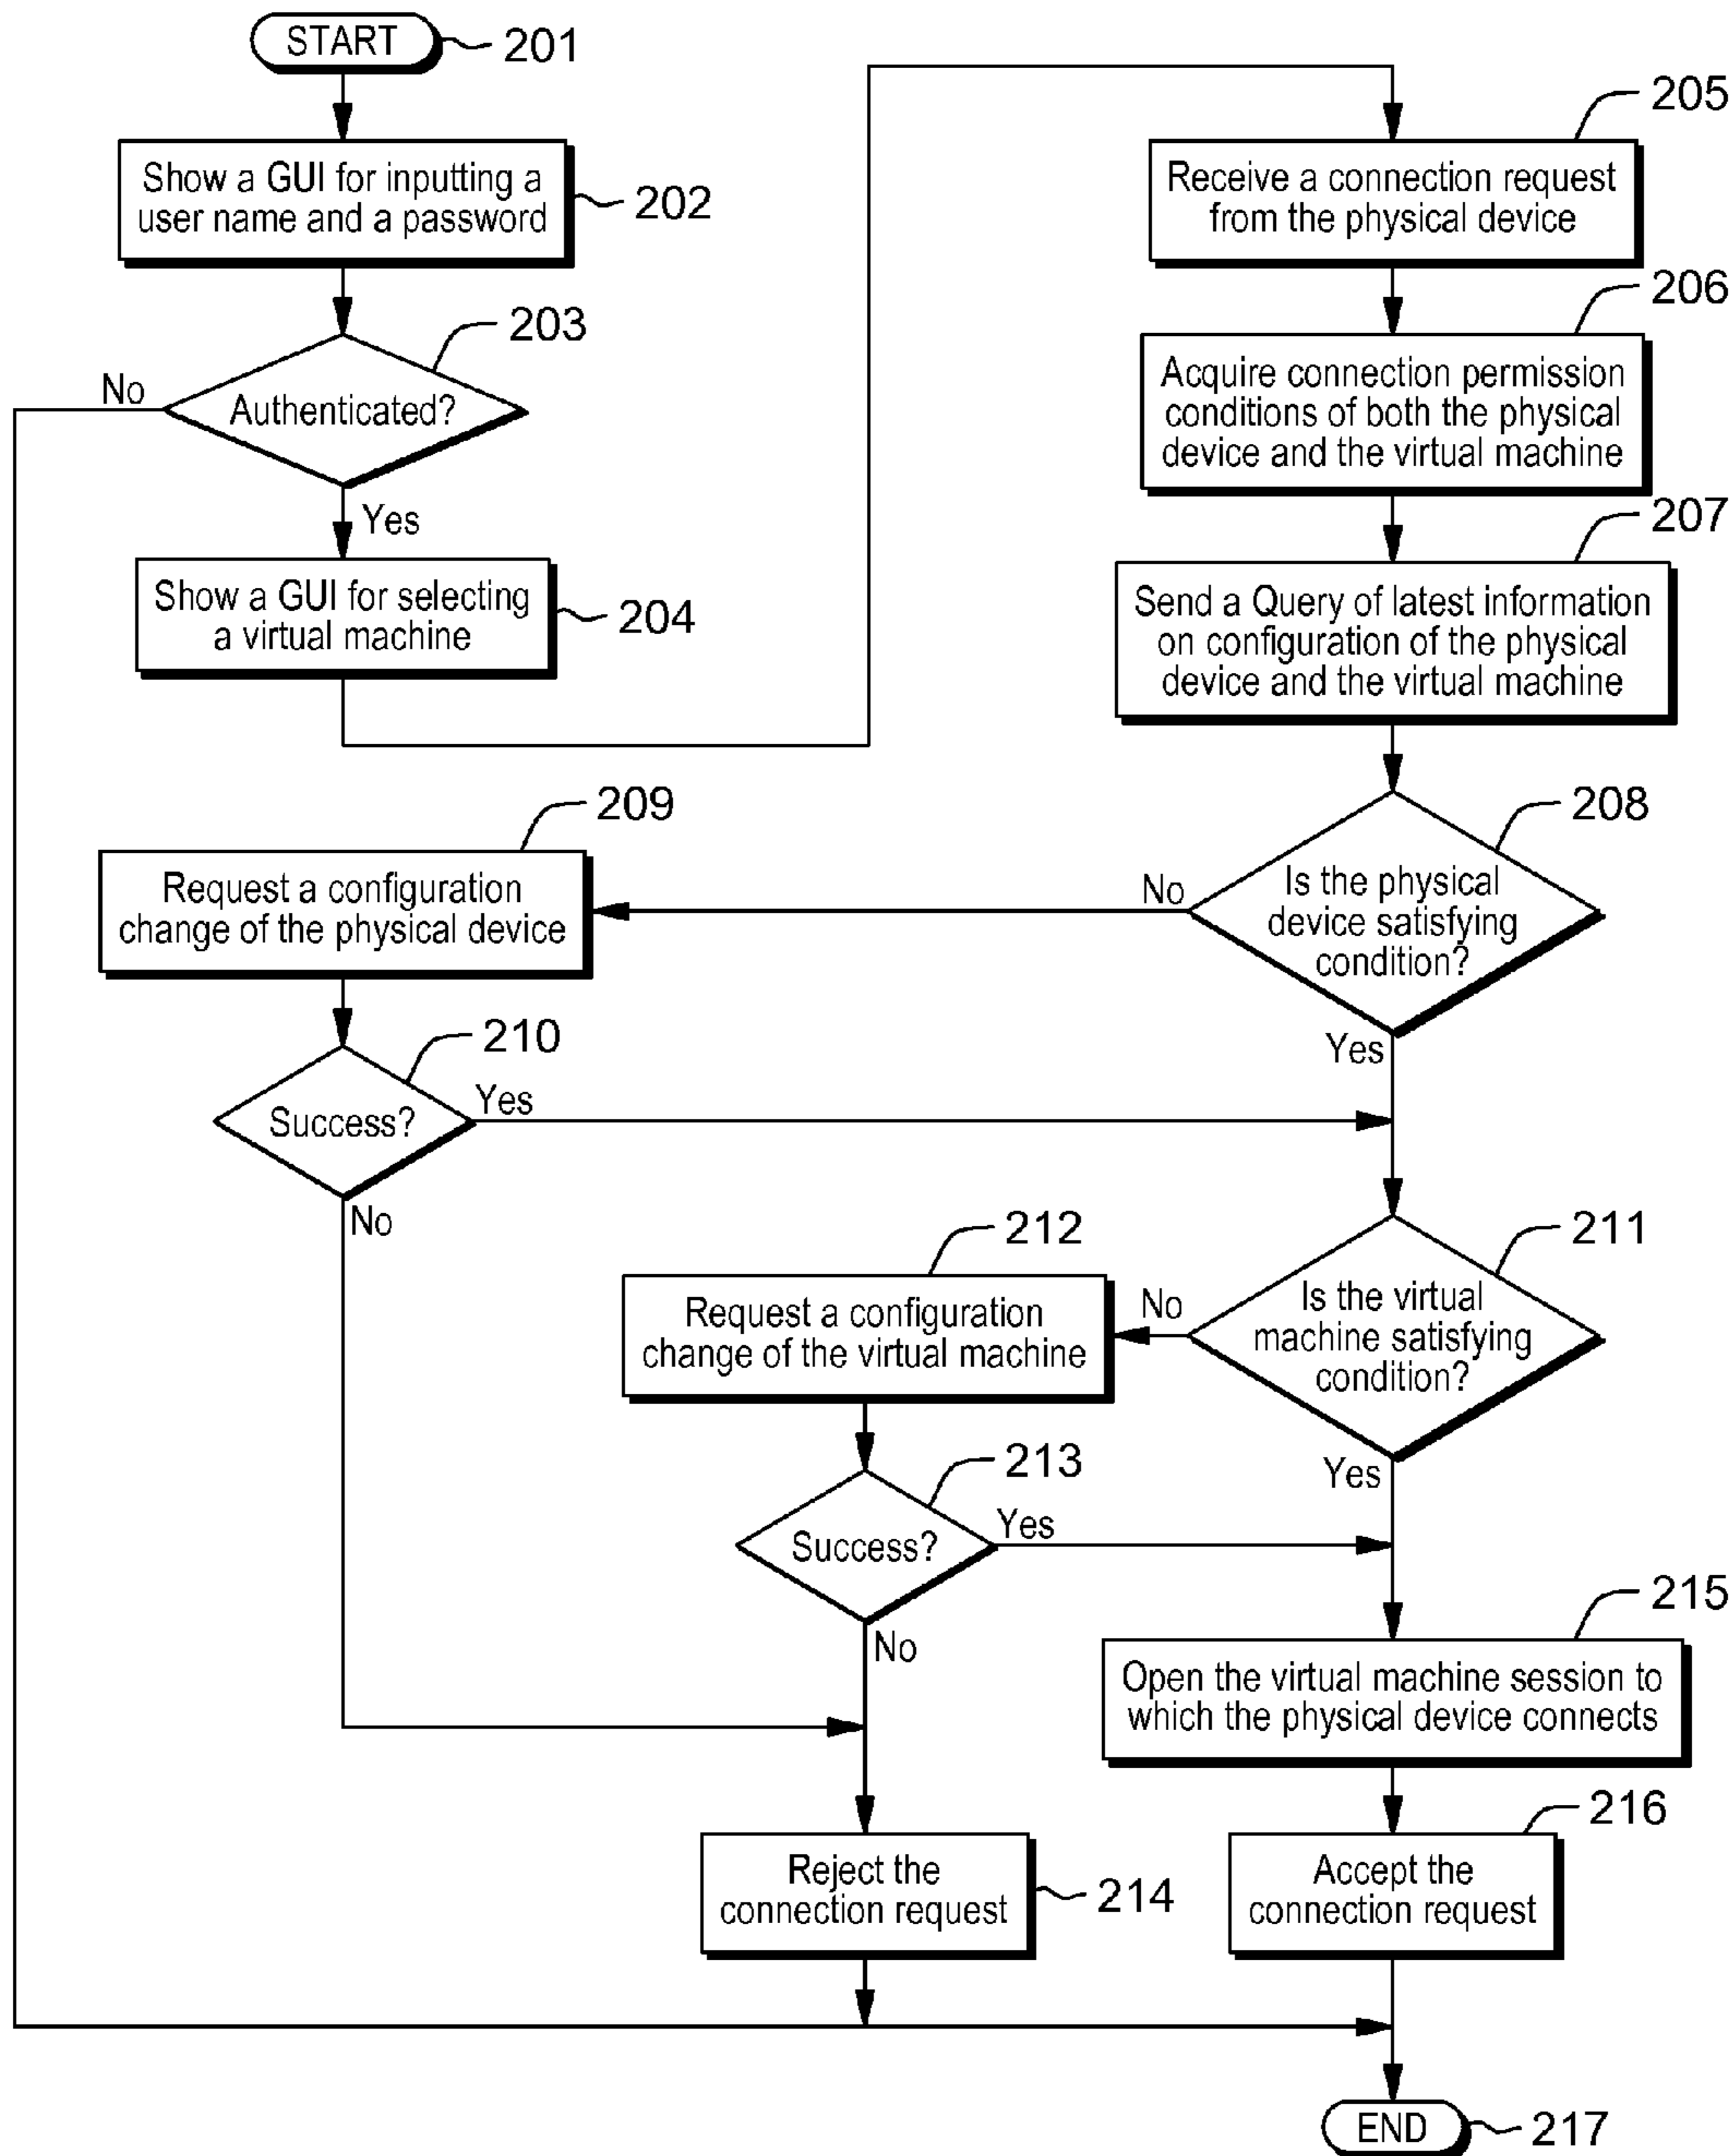 START
201
Show a GUI for inputting a
user name and a password
202
203
No
Authenticated?
Yes
Show a GUI for selecting
a virtual machine
204
205
Receive a connection request
from the physical device
206
Acquire connection permission
conditions of both the physical
device and the virtual machine
207
Send a Query of latest information
on configuration of the physical
device and the virtual machine
208
Is the physical
device satisfying
condition?
No
Yes
209
Request a configuration
change of the physical device
210
Success?
Yes
No
211
Is the virtual
machine satisfying
condition?
No
Yes
212
Request a configuration
change of the virtual machine
213
Success?
Yes
No
214
Reject the
connection request
215
Open the virtual machine session to
which the physical device connects
216
Accept the
connection request
END
217